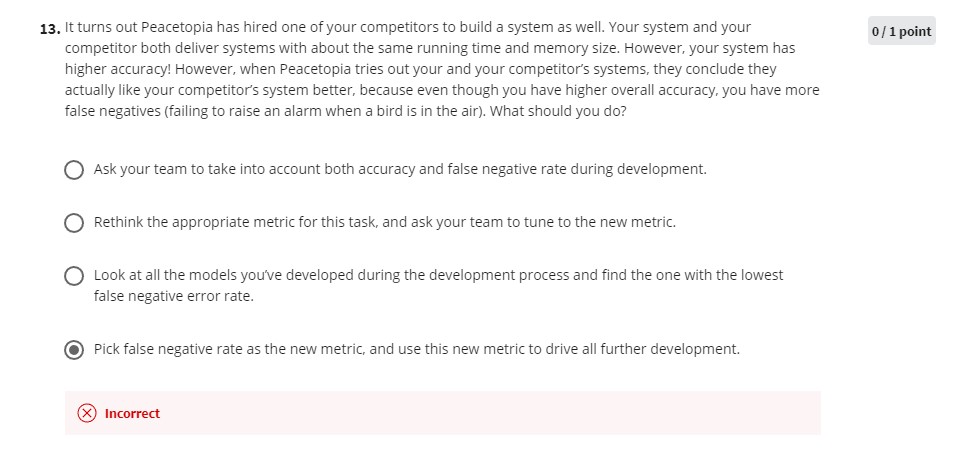 13. It turns out Peacetopia has hired one of your competitors to build a system as well. Your system and your
0 / 1 point
competitor both deliver systems with about the same running time and memory size. However, your system has
higher accuracy! However, when Peacetopia tries out your and your competitor's systems, they conclude they
actually like your competitor's system better, because even though you have higher overall accuracy, you have more
false negatives (failing to raise an alarm when a bird is in the air). What should you do?
Ask your team to take into account both accuracy and false negative rate during development.
Rethink the appropriate metric for this task, and ask your team to tune to the new metric.
Look at all the models you've developed during the development process and find the one with the lowest
false negative error rate.
Pick false negative rate as the new metric, and use this new metric to drive all further development.
Incorrect